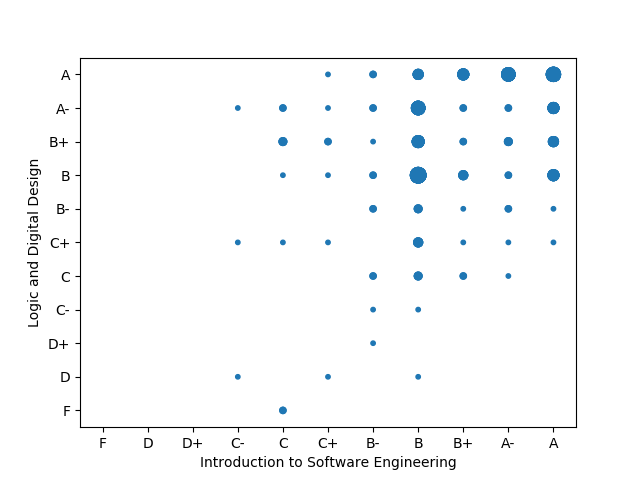 A
A-
B+
B
B-
C+
C
C-
D+
D
F
Logic and Digital Design
F D D+ C- C C+ B- B B+ A- A
Introduction to Software Engineering